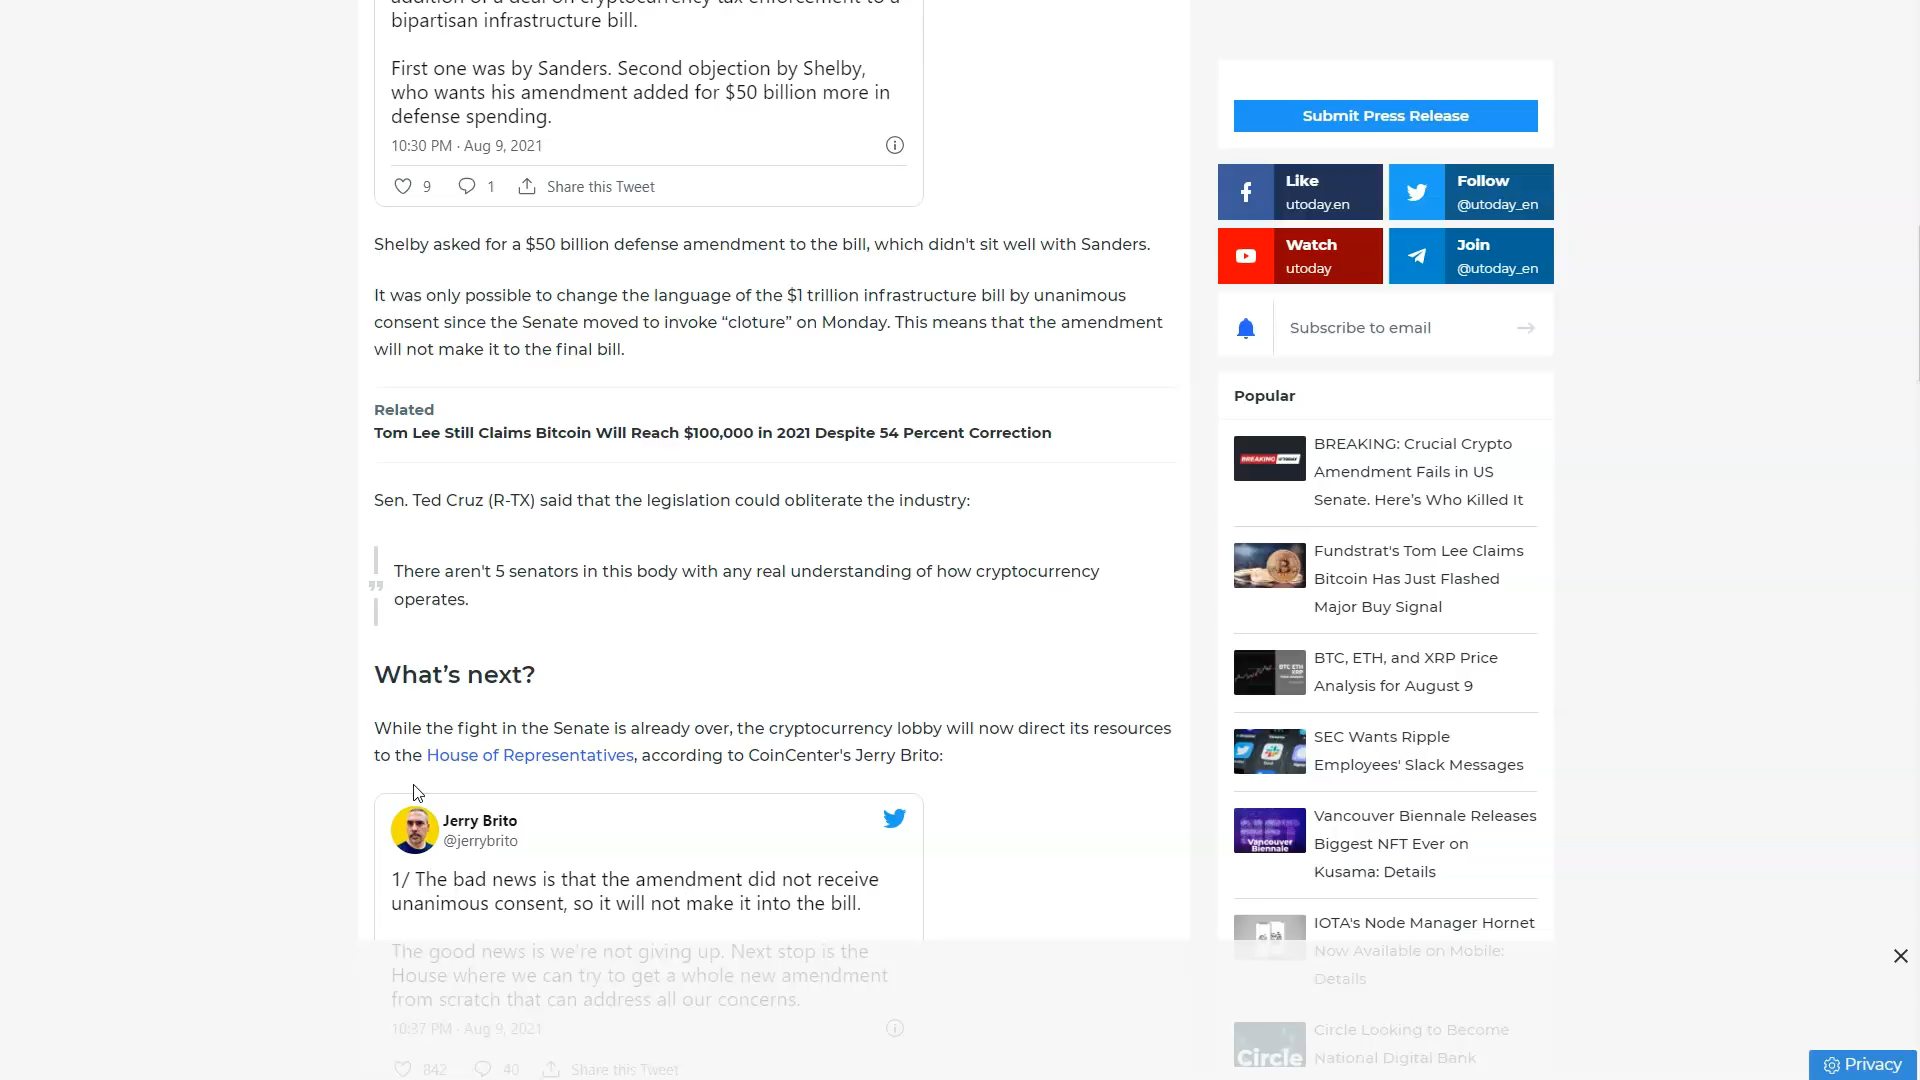 bipartisan infrastructure bill.
First one was by Sanders. Second objection by Shelby,
who wants his amendment added for $50 billion more in
defense spending.
10:30 PM · Aug 9, 2021
9 1 Share this Tweet
Shelby asked for a $50 billion defense amendment to the bill, which didn't sit well with Sanders.
It was only possible to change the language of the $1 trillion infrastructure bill by unanimous
consent since the Senate moved to invoke “cloture” on Monday. This means that the amendment
will not make it to the final bill.
Related
Tom Lee Still Claims Bitcoin Will Reach $100,000 in 2021 Despite 54 Percent Correction
Sen. Ted Cruz (R-TX) said that the legislation could obliterate the industry:
There aren't 5 senators in this body with any real understanding of how cryptocurrency
operates.
What’s next?
While the fight in the Senate is already over, the cryptocurrency lobby will now direct its resources
to the House of Representatives, according to CoinCenter's Jerry Brito:
Jerry Brito
@jerrybrito
1/ The bad news is that the amendment did not receive
unanimous consent, so it will not make it into the bill.
The good news is we're not giving up. Next stop is the
House where we can try to get a whole new amendment
from scratch that can address all our concerns.
10:37 PM · Aug 9, 2021
842 40 Share this Tweet
Submit Press Release
Like
utoday.en
Follow
@utoday_en
Watch
utoday
Join
@utoday_en
Subscribe to email
Popular
BREAKING: Crucial Crypto
Amendment Fails in US
Senate. Here’s Who Killed It
Fundstrat's Tom Lee Claims
Bitcoin Has Just Flashed
Major Buy Signal
BTC, ETH, and XRP Price
Analysis for August 9
SEC Wants Ripple
Employees' Slack Messages
Vancouver Biennale Releases
Biggest NFT Ever on
Kusama: Details
IOTA's Node Manager Hornet
Now Available on Mobile:
Details
Circle Looking to Become
National Digital Bank
BREAKING
BTC ETH
XRP
Vancouver
Biennale
Circle
Privacy